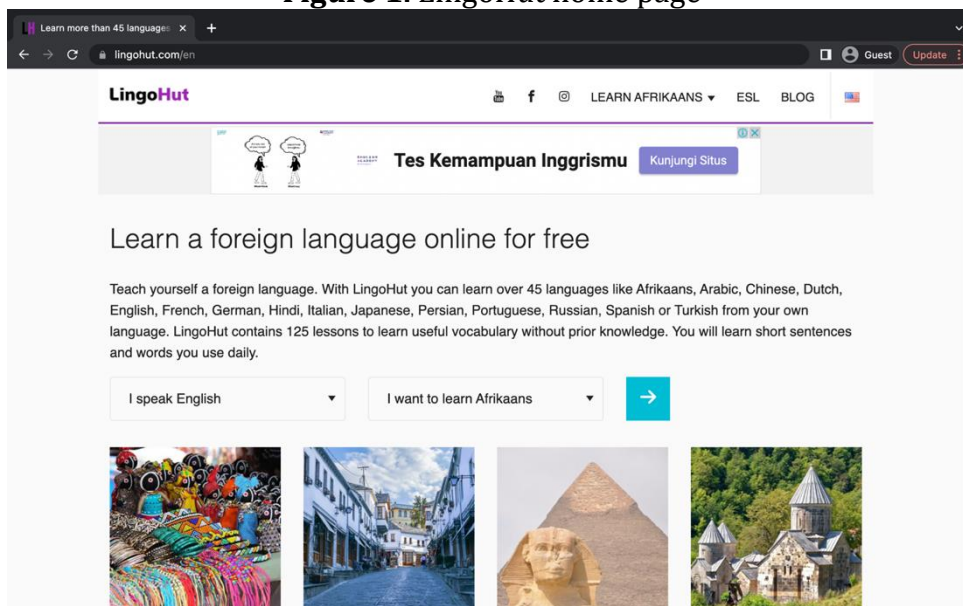 Figure 1. LingoHut home page
Learn more than 45 languages
lingohut.com/en
Guest
Update
LingoHut
You Tube
LEARN AFRIKAANS
ESL
BLOG
Tes Kemampuan Inggrismu
Kunjungi Situs
Learn a foreign language online for free
Teach yourself a foreign language. With LingoHut you can learn over 45 languages like Afrikaans, Arabic, Chinese, Dutch,
English, French, German, Hindi, Italian, Japanese, Persian, Portuguese, Russian, Spanish or Turkish from your own
language. LingoHut contains 125 lessons to learn useful vocabulary without prior knowledge. You will learn short sentences
and words you use daily.
I speak English
I want to learn Afrikaans